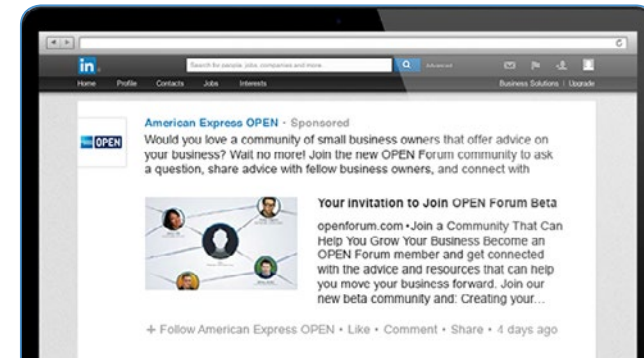 in
Search for people, jobs, companies and more
Advanced
Home Profile Contacts Jobs Interests
Business Solutions Upgrade
American Express OPEN · Sponsored
OPEN
Would you love a community of small business owners that offer advice on
your business? Wait no more! Join the new OPEN Forum community to ask
a question, share advice with fellow business owners, and connect with
Your invitation to Join OPEN Forum Beta
openforum.com • Join a Community That Can
Help You Grow Your Business Become an
OPEN Forum member and get connected
with the advice and resources that can help
you move your business forward. Join our
new beta community and: Creating your...
+ Follow American Express OPEN • Like • Comment • Share • 4 days ago